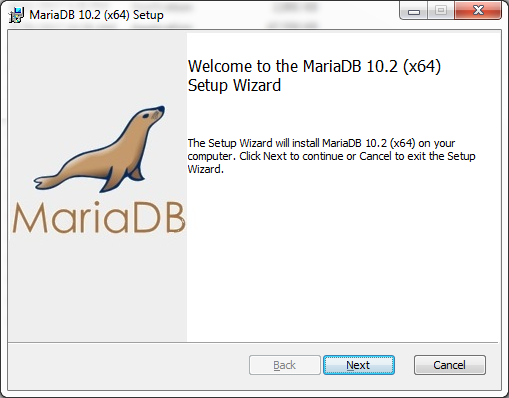 MariaDB 10.2 (x64) Setup
Welcome to the MariaDB 10.2 (x64)
Setup Wizard
The Setup Wizard will install MariaDB 10.2 (x64) on your
computer. Click Next to continue or Cancel to exit the Setup
Wizard.
MariaDB
Back
Next
Cancel